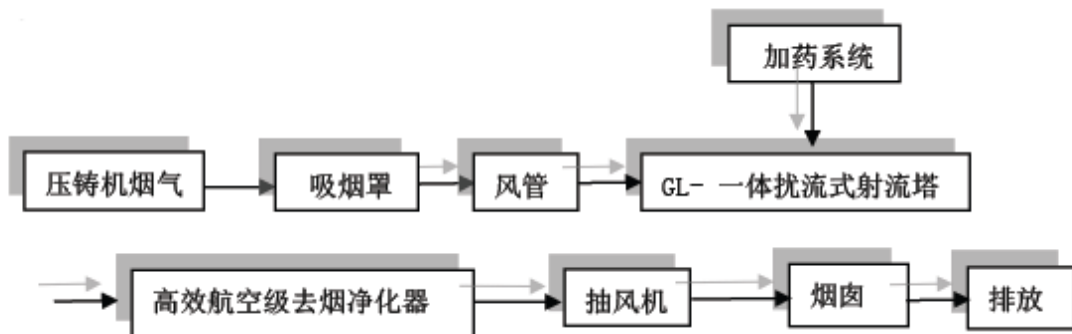 加药系统
压铸机烟气
吸烟罩
风管
GL- 一体扰流式射流塔
高效航空级去烟净化器
抽风机
烟囱
排放